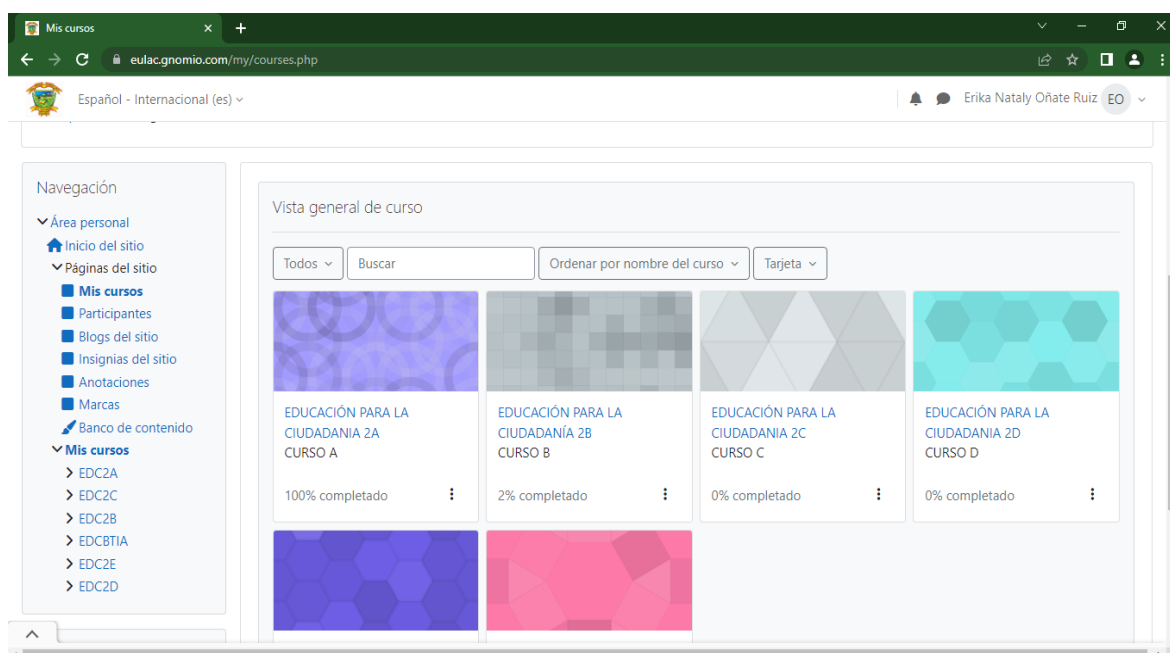 Mis cursos
eulac.gnomio.com/my/courses.php
Español - Internacional (es)
Erika Nataly Oñate Ruiz EO
Navegación
Área personal
Inicio del sitio
Páginas del sitio
Mis cursos
Participantes
Blogs del sitio
Insignias del sitio
Anotaciones
Marcas
Banco de contenido
Mis cursos
EDC2A
EDC2C
EDC2B
EDCBTIA
EDC2E
EDC2D
Vista general de curso
Todos
Buscar
Ordenar por nombre del curso
Tarjeta
EDUCACIÓN PARA LA
CIUDADANIA 2A
CURSO A
100% completado
EDUCACIÓN PARA LA
CIUDADANÍA 2B
CURSO B
2% completado
EDUCACIÓN PARA LA
CIUDADANIA 2C
CURSO C
0% completado
EDUCACIÓN PARA LA
CIUDADANIA 2D
CURSO D
0% completado